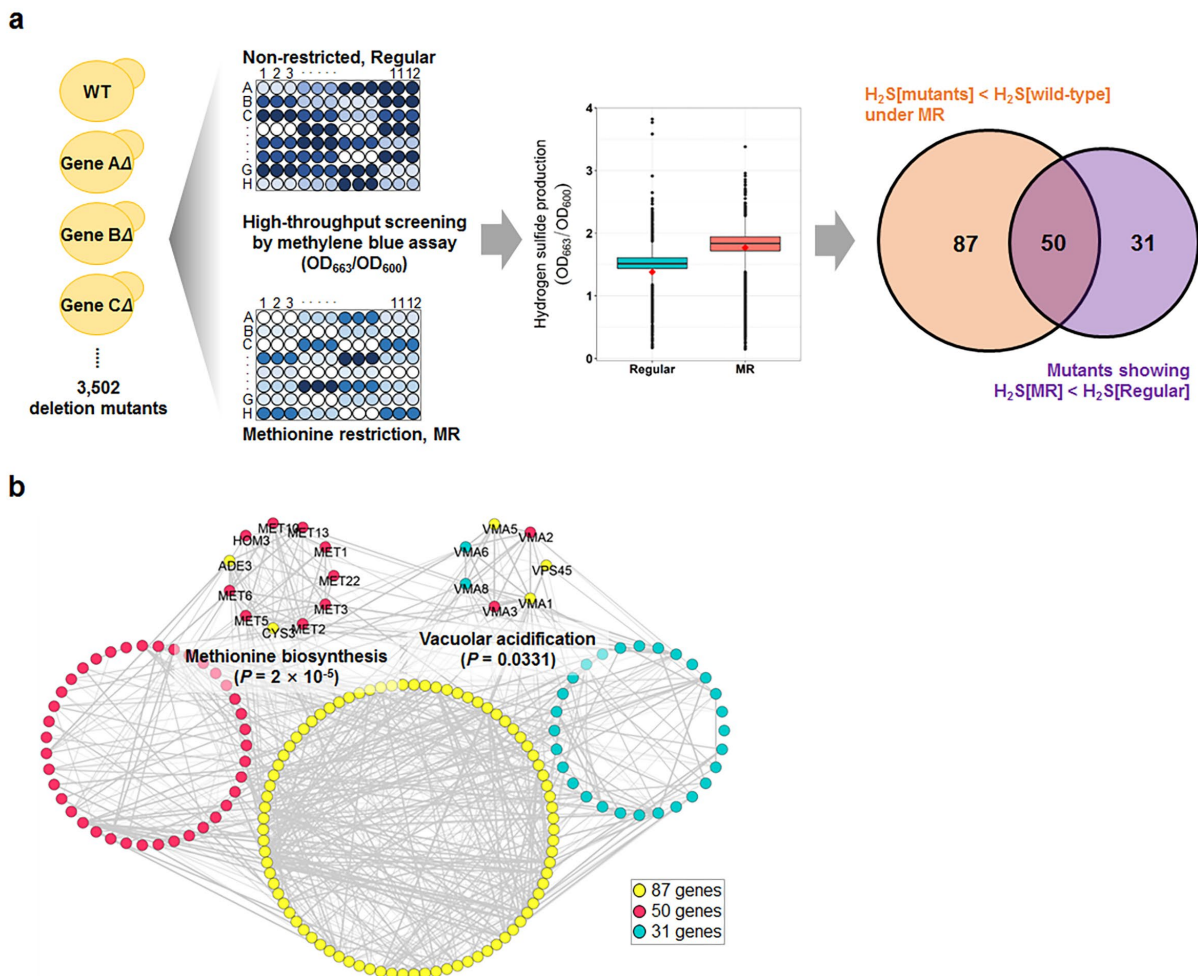 a
WT
Gene AΔ
Gene BΔ
Gene CΔ
3,502
deletion mutants
Non-restricted, Regular
1 2 3 · · · · · 11 12
A
B
C
:
:
:
G
H
High-throughput screening
by methylene blue assay
(OD663/OD600)
1 2 3 · · · · · 11 12
A
B
C
:
:
:
G
H
Methionine restriction, MR
Hydrogen sulfide production
(OD663/OD600)
4
3
2
1
0
Regular
MR
H2S[mutants] < H2S[wild-type]
under MR
87
50
31
Mutants showing
H2S[MR] < H2S[Regular]
b
MET10
MET13
HOM3
MET1
ADE3
MET22
MET6
MET3
MET5
CYS3
MET2
Methionine biosynthesis
(P = 2 × 10-5)
VMA5
VMA2
VMA6
VPS45
VMA8
VMA3
VMA1
Vacuolar acidification
(P = 0.0331)
87 genes
50 genes
31 genes